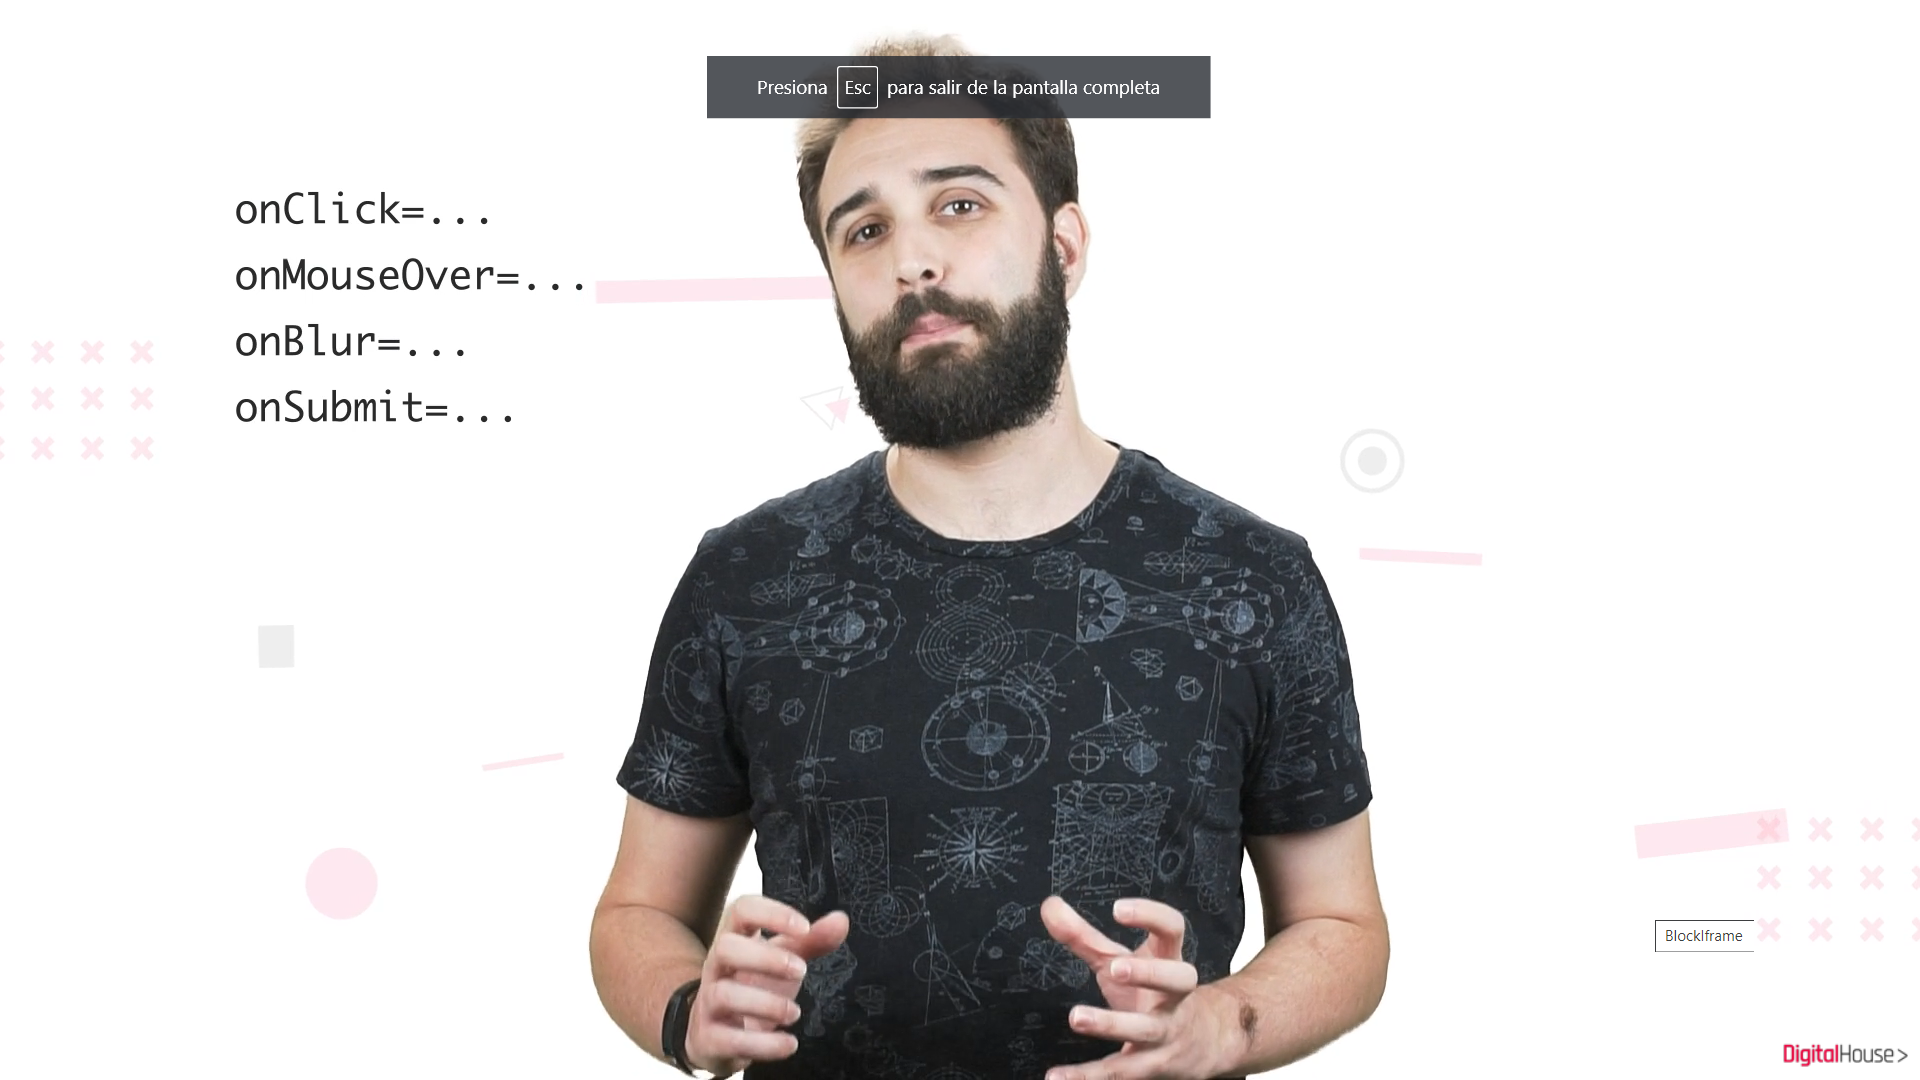 Presiona Esc para salir de la pantalla completa
onClick=...
onMouseOver=...
onBlur=...
onSubmit=...
BlockIframe
DigitalHouse>